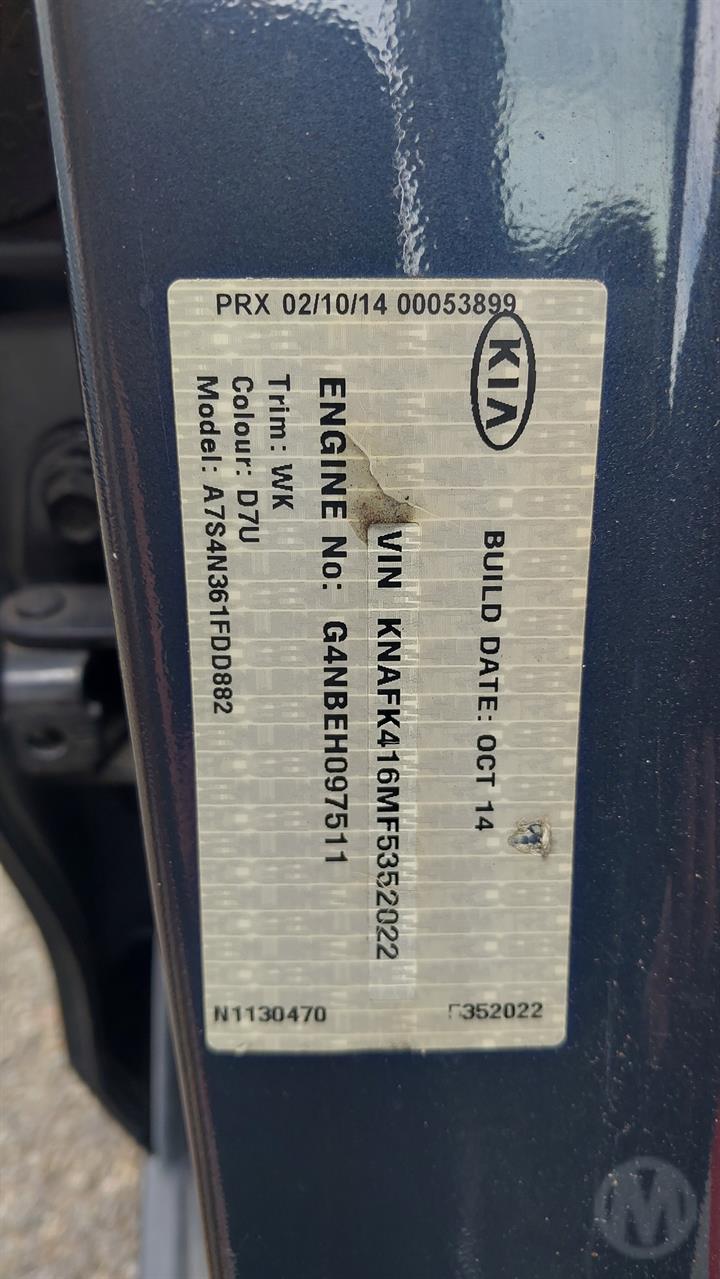 PRX 02/10/14 00053899
KIA
BUILD DATE: OCT 14
VIN KNAFK416MF5352022
ENGINE No: G4NBEH097511
Trim: WK
Colour: D7U
Model: A7S4N361FDD882
N1130470
5352022
M